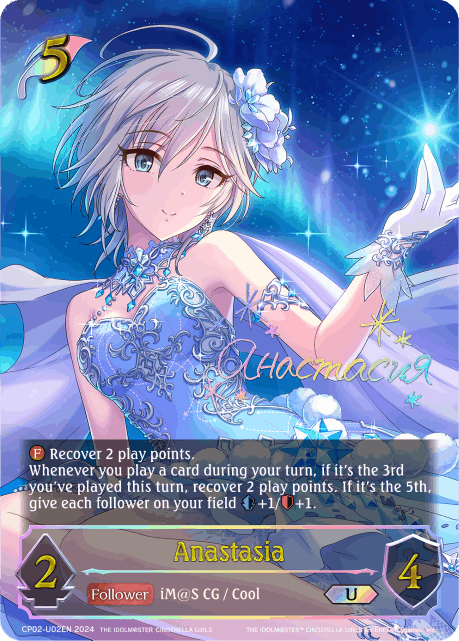 5
Анастасия
F Recover 2 play points.
Whenever you play a card during your turn, if it's the 3rd
you've played this turn, recover 2 play points. If it's the 5th,
give each follower on your field +1/+1.
Anastasia
2
Follower iM@S CG / Cool
U
4
CP02-U02EN 2024 THE IDOLM@STER CINDERELLA GIRLS